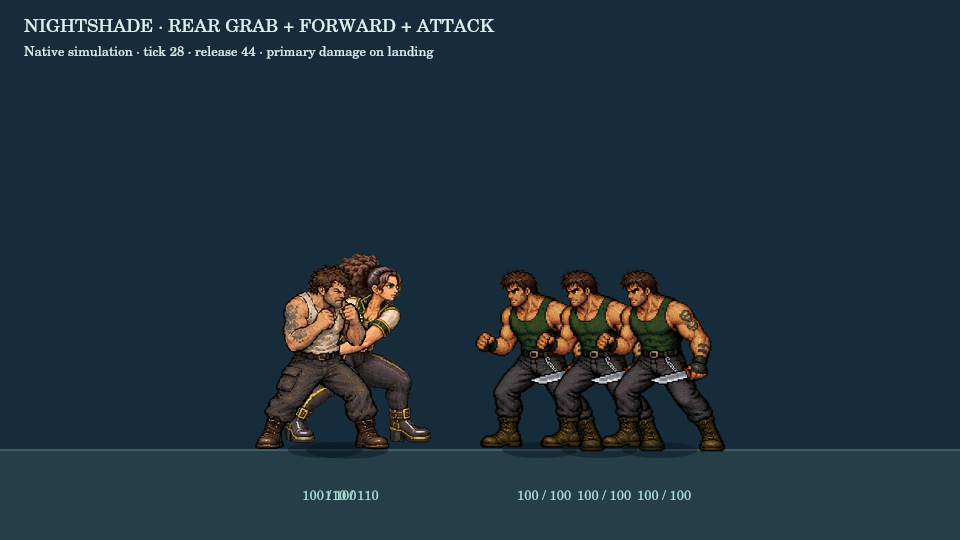 NIGHTSHADE · REAR GRAB + FORWARD + ATTACK
Native simulation · tick 28 · release 44 · primary damage on landing
100 / 100 100 / 100 100 / 100